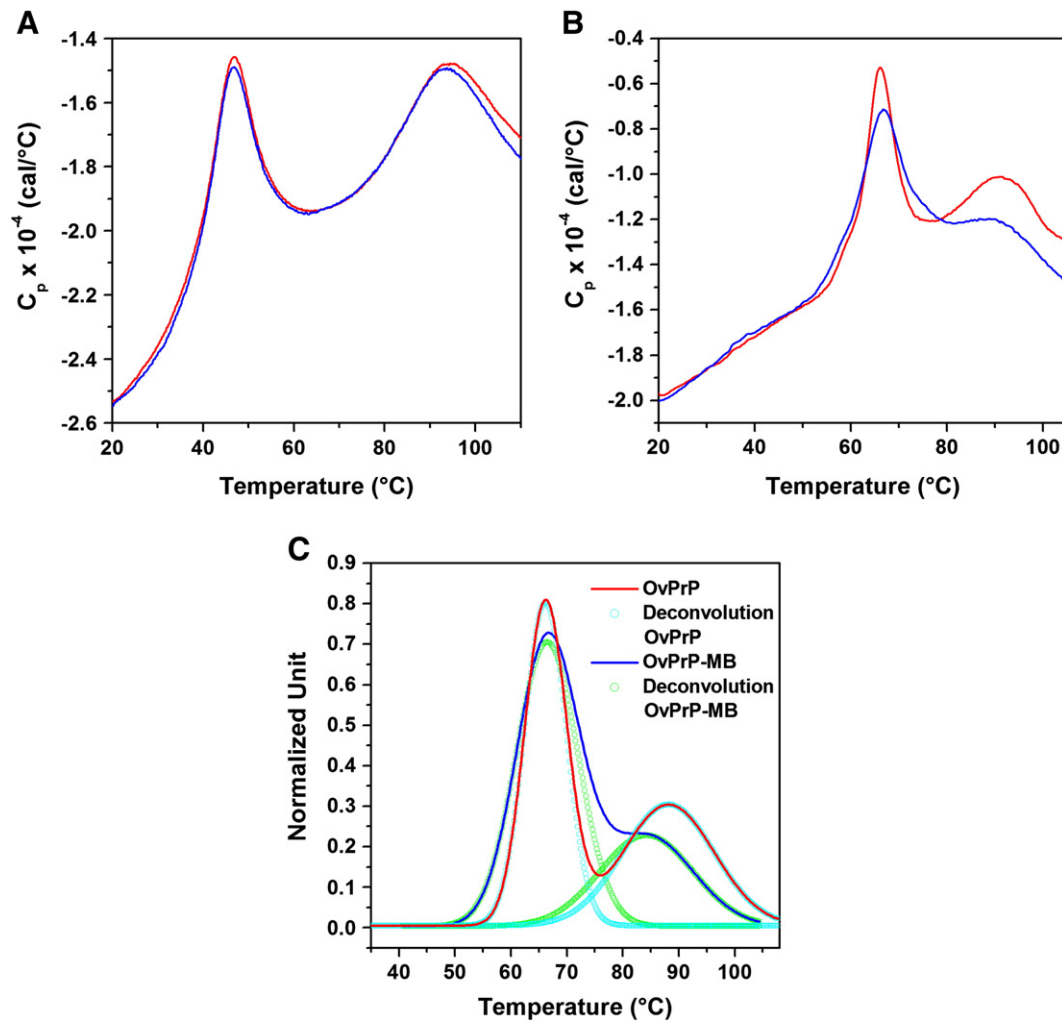 A
B
-1.4
-1.6
-1.8
-2.0
-2.2
-2.4
-2.6
C_p x 10^-4 (cal/°C)
20 40 60 80 100
Temperature (°C)
-0.4
-0.6
-0.8
-1.0
-1.2
-1.4
-1.6
-1.8
-2.0
C_p x 10^-4 (cal/°C)
20 40 60 80 100
Temperature (°C)
C
0.9
0.8
0.7
0.6
0.5
0.4
0.3
0.2
0.1
0.0
Normalized Unit
OvPrP
Deconvolution
OvPrP
OvPrP-MB
Deconvolution
OvPrP-MB
40 50 60 70 80 90 100
Temperature (°C)